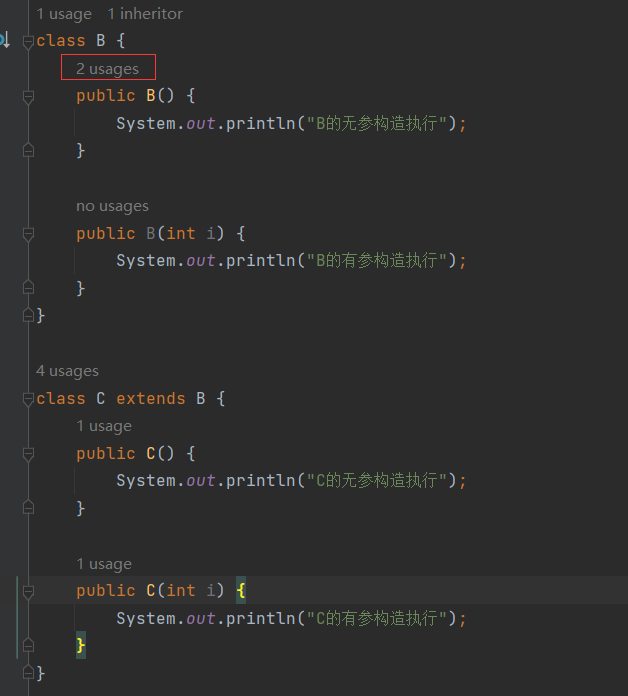 1 usage   1 inheritor
class B {
    2 usages
    public B() {
        System.out.println("B的无参构造执行");
    }
    no usages
    public B(int i) {
        System.out.println("B的有参构造执行");
    }
}
4 usages
class C extends B {
    1 usage
    public C() {
        System.out.println("C的无参构造执行");
    }
    1 usage
    public C(int i) {
        System.out.println("C的有参构造执行");
    }
}